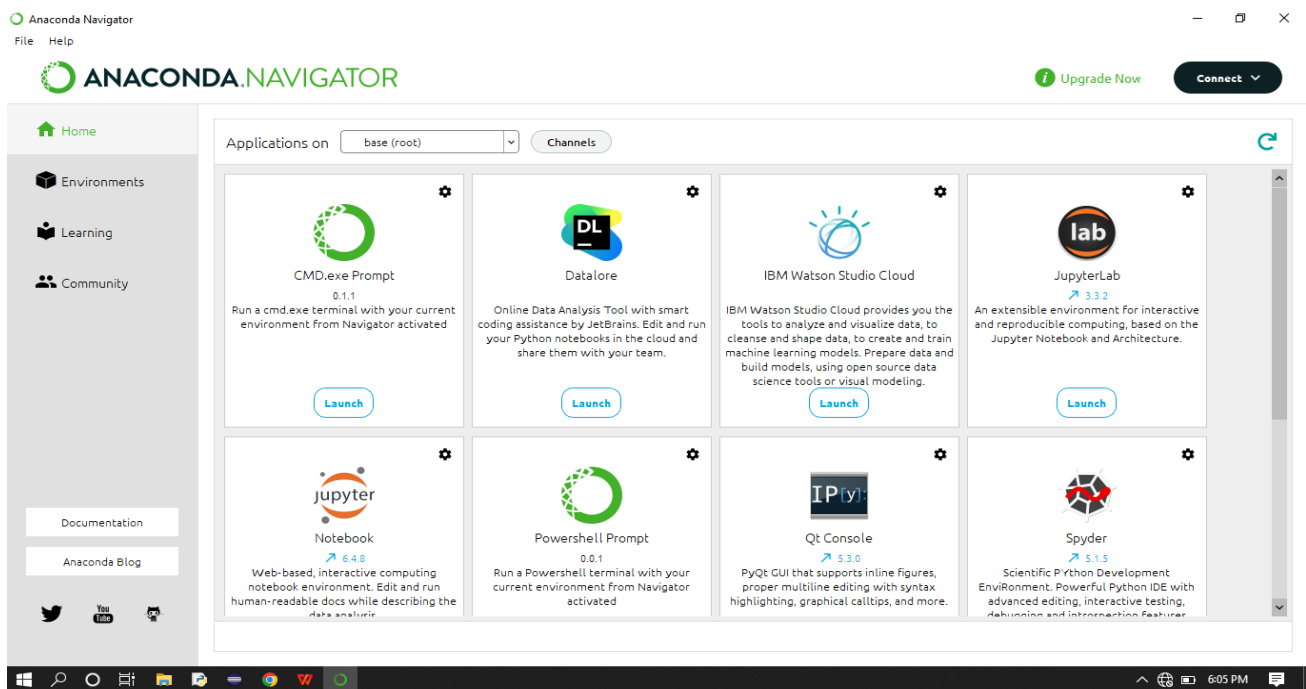 Anaconda Navigator
File Help
ANACONDA.NAVIGATOR
i Upgrade Now
Connect
Home
Environments
Learning
Community
Documentation
Anaconda Blog
You
Tube
Applications on base (root) Channels
CMD.exe Prompt
0.1.1
Run a cmd.exe terminal with your current
environment from Navigator activated
Launch
DL
Datalore
Online Data Analysis Tool with smart
coding assistance by JetBrains. Edit and run
your Python notebooks in the cloud and
share them with your team.
Launch
IBM Watson Studio Cloud
IBM Watson Studio Cloud provides you the
tools to analyze and visualize data, to
cleanse and shape data, to create and train
machine learning models. Prepare data and
build models, using open source data
science tools or visual modeling.
Launch
lab
JupyterLab
3.3.2
An extensible environment for interactive
and reproducible computing, based on the
Jupyter Notebook and Architecture.
Launch
jupyter
Notebook
6.4.8
Web-based, interactive computing
notebook environment. Edit and run
human-readable docs while describing the
data analysis
Powershell Prompt
0.0.1
Run a Powershell terminal with your
current environment from Navigator
activated
IP[y]:
Qt Console
5.3.0
PyQt GUI that supports inline figures,
proper multiline editing with syntax
highlighting, graphical calltips, and more.
Spyder
5.1.5
Scientific PYthon Development
EnviRonment. Powerful Python IDE with
advanced editing, interactive testing,
debugging and introspection features
6:05 PM